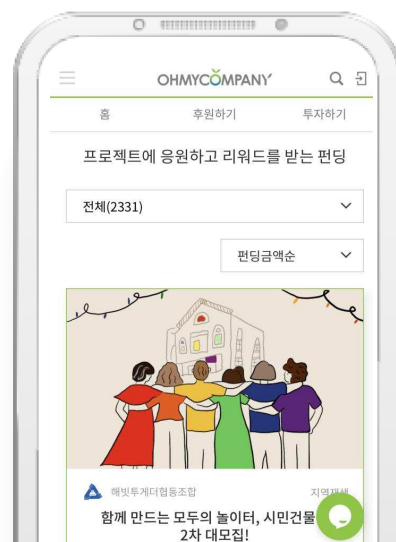 OHMYCOMPANY
홈 후원하기 투자하기
프로젝트에 응원하고 리워드를 받는 펀딩
전체(2331)
펀딩금액순
해빗투게더협동조합 지역재생
함께 만드는 모두의 놀이터, 시민건물
2차 대모집!